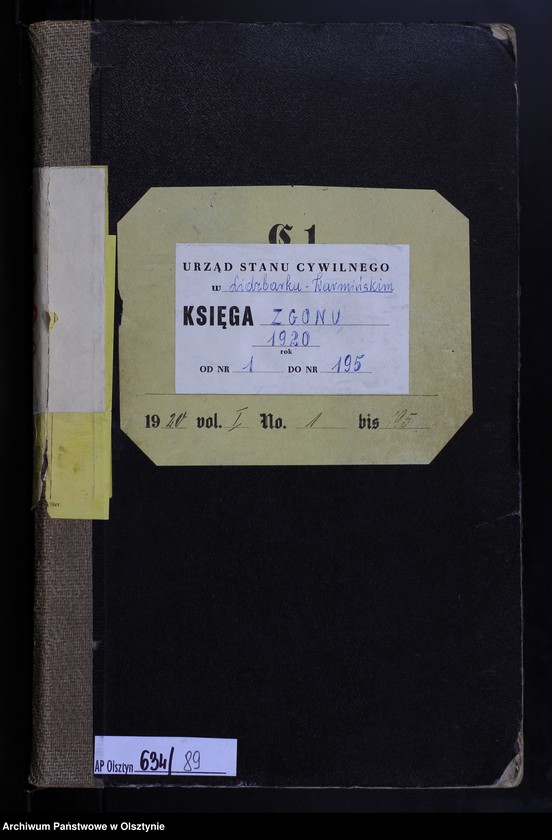 C 1
URZĄD STANU CYWILNEGO
w Lidzbarku-Warmińskim
KSIĘGA ZGONU
1920
rok
OD NR 1 DO NR 195
1920 vol. I No. 1 bis 195
AP Olsztyn 634/89
Archiwum Państwowe w Olsztynie